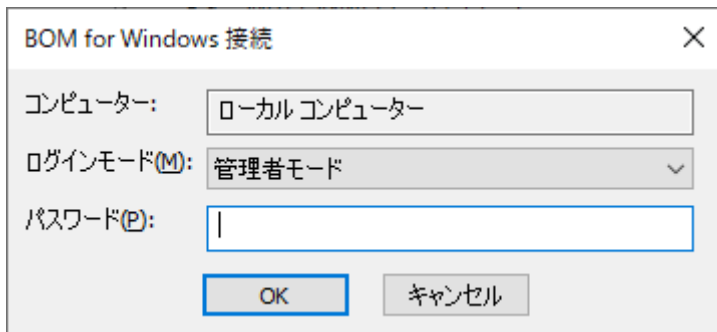 BOM for Windows 接続
コンピューター: ローカル コンピューター
ログインモード(M): 管理者モード
パスワード(P):
OK キャンセル